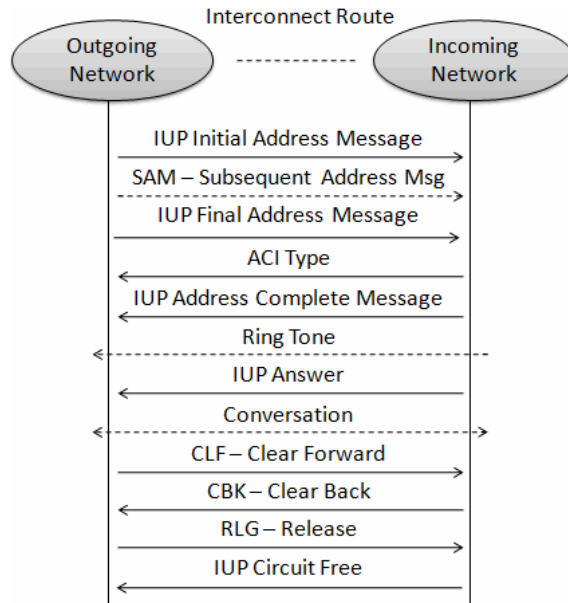 Interconnect Route
Outgoing
Network
Incoming
Network
IUP Initial Address Message
SAM – Subsequent Address Msg
IUP Final Address Message
ACI Type
IUP Address Complete Message
Ring Tone
IUP Answer
Conversation
CLF – Clear Forward
CBK – Clear Back
RLG – Release
IUP Circuit Free